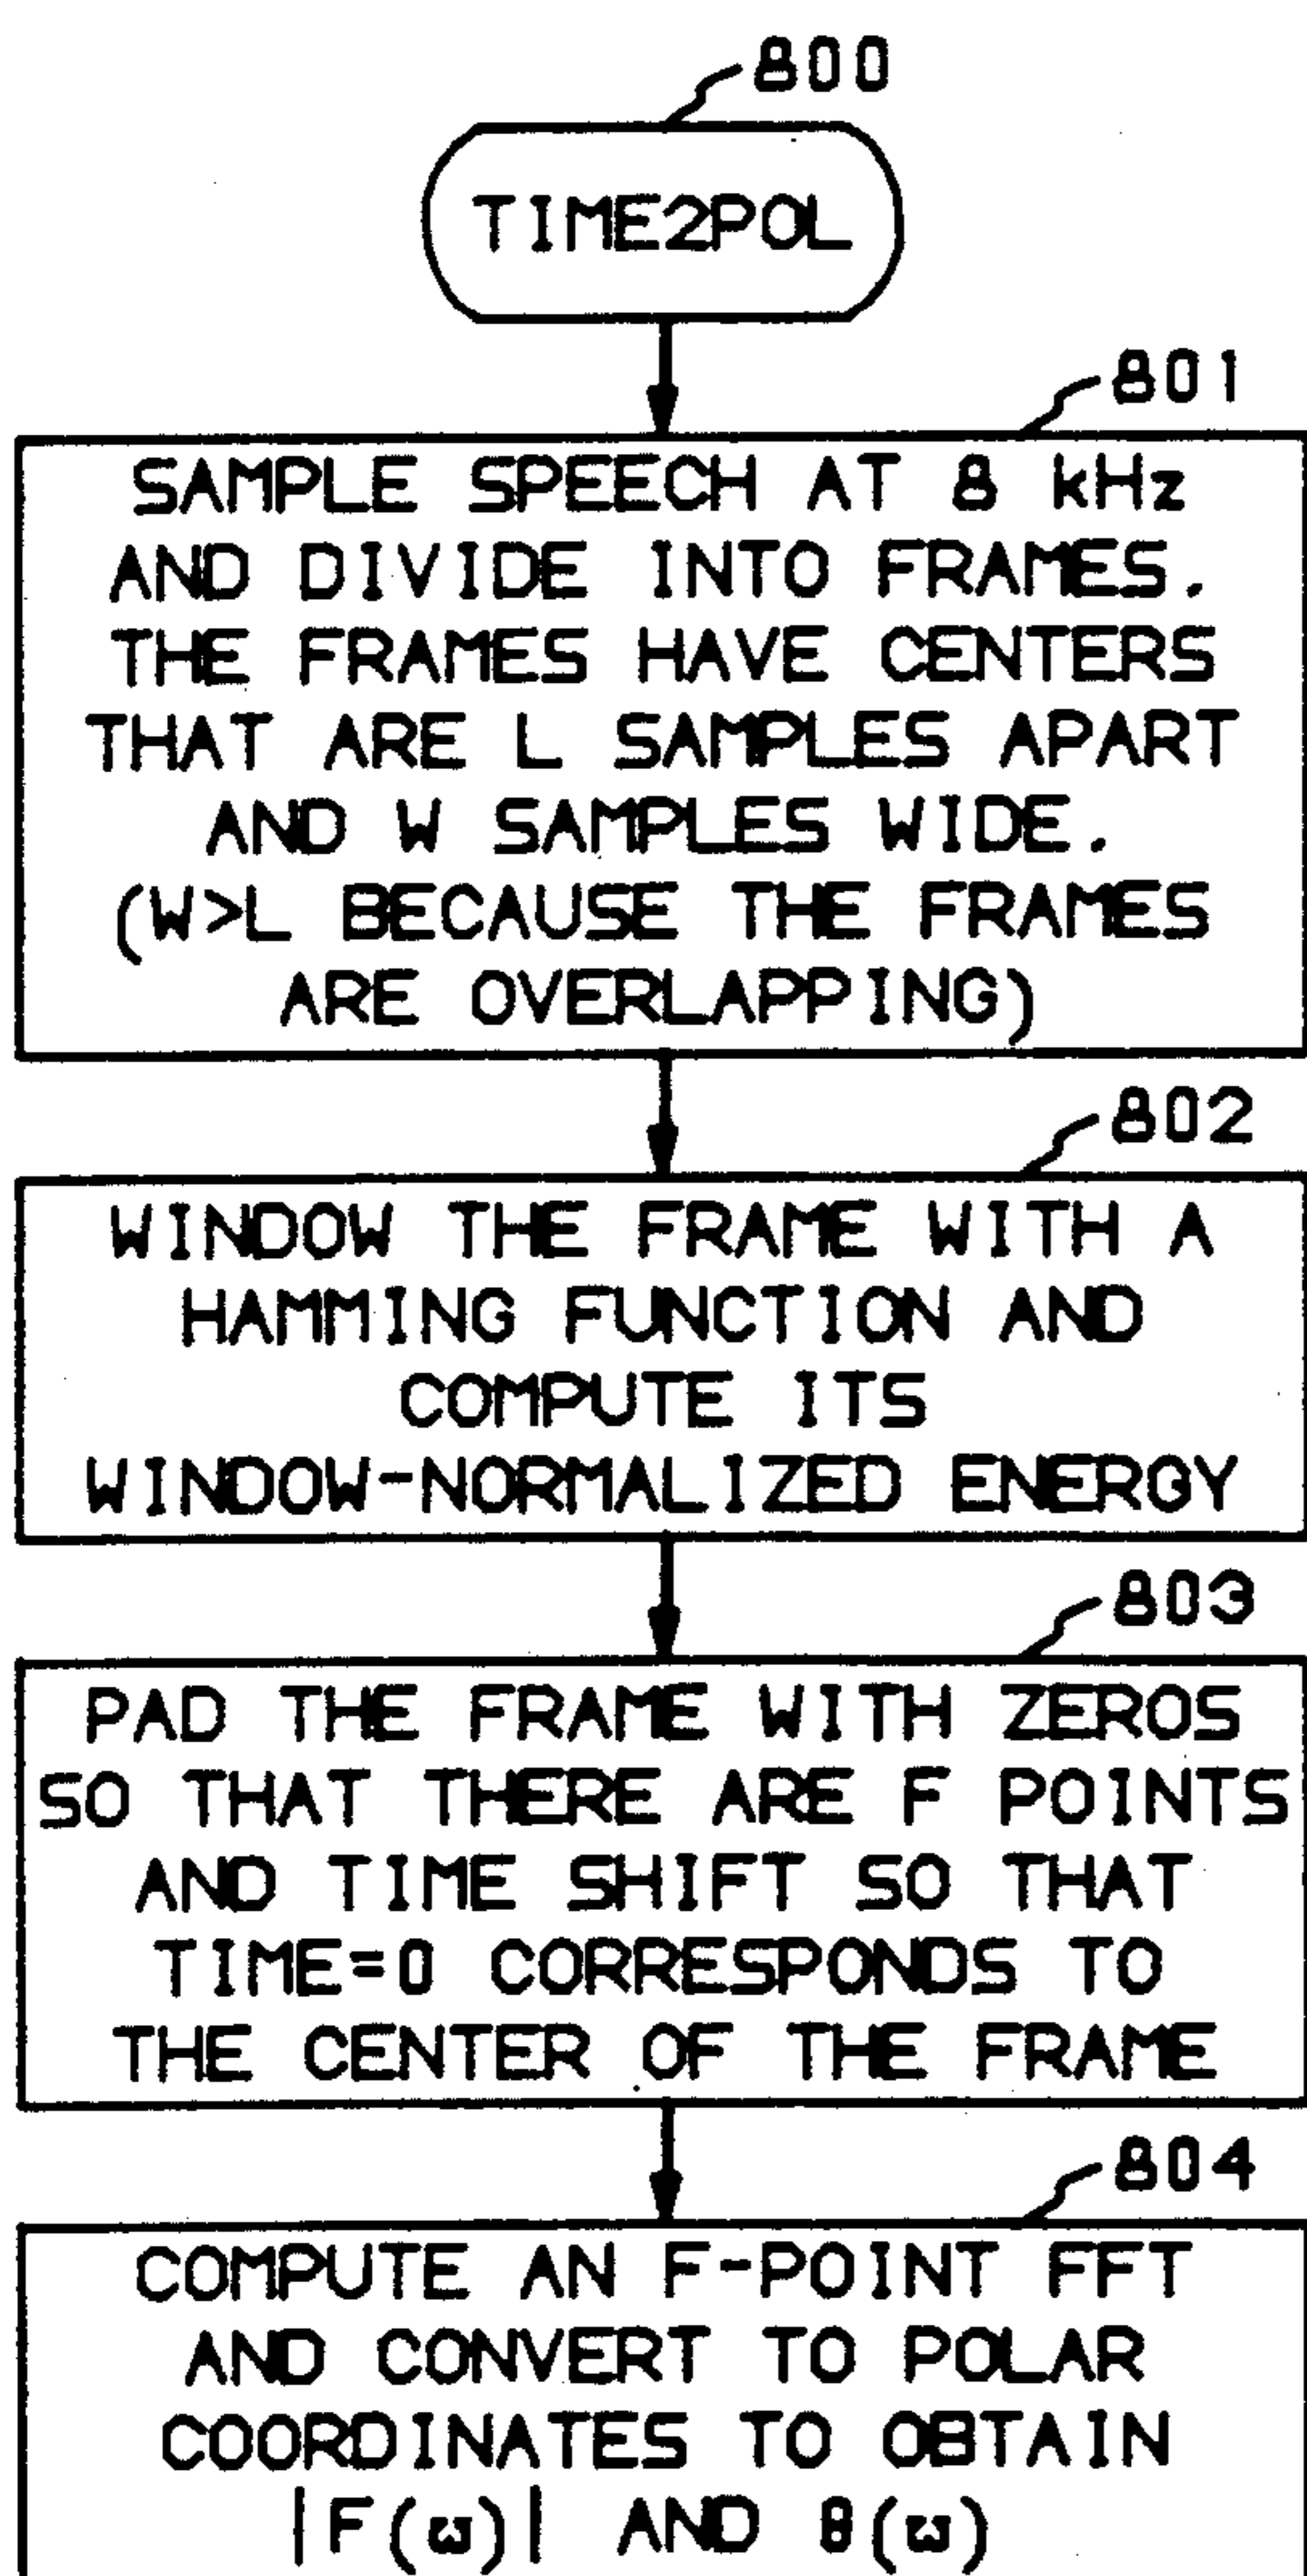 800
TIME2POL
801
SAMPLE SPEECH AT 8 kHz
AND DIVIDE INTO FRAMES.
THE FRAMES HAVE CENTERS
THAT ARE L SAMPLES APART
AND W SAMPLES WIDE.
(W>L BECAUSE THE FRAMES
ARE OVERLAPPING)
802
WINDOW THE FRAME WITH A
HAMMING FUNCTION AND
COMPUTE ITS
WINDOW-NORMALIZED ENERGY
803
PAD THE FRAME WITH ZEROS
SO THAT THERE ARE F POINTS
AND TIME SHIFT SO THAT
TIME=0 CORRESPONDS TO
THE CENTER OF THE FRAME
804
COMPUTE AN F-POINT FFT
AND CONVERT TO POLAR
COORDINATES TO OBTAIN
|F(ω)| AND θ(ω)